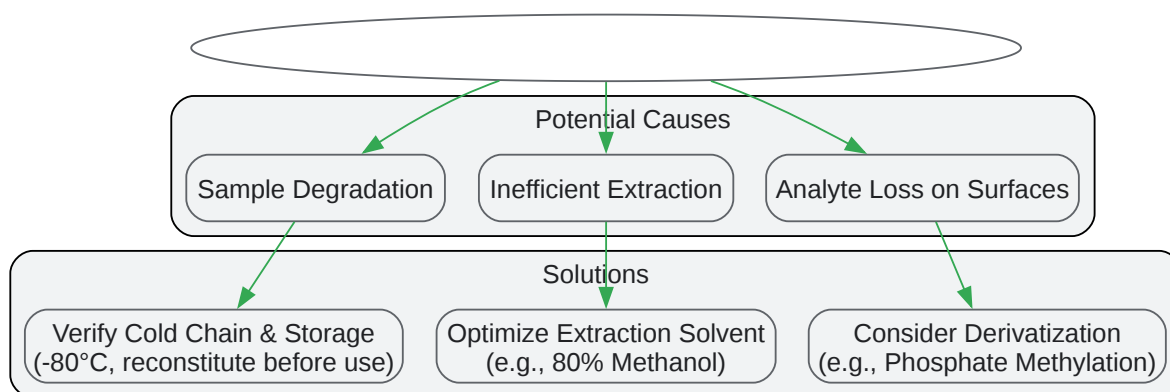 Potential Causes
Sample Degradation
Inefficient Extraction
Analyte Loss on Surfaces
Solutions
Verify Cold Chain & Storage
(-80°C, reconstitute before use)
Optimize Extraction Solvent
(e.g., 80% Methanol)
Consider Derivatization
(e.g., Phosphate Methylation)